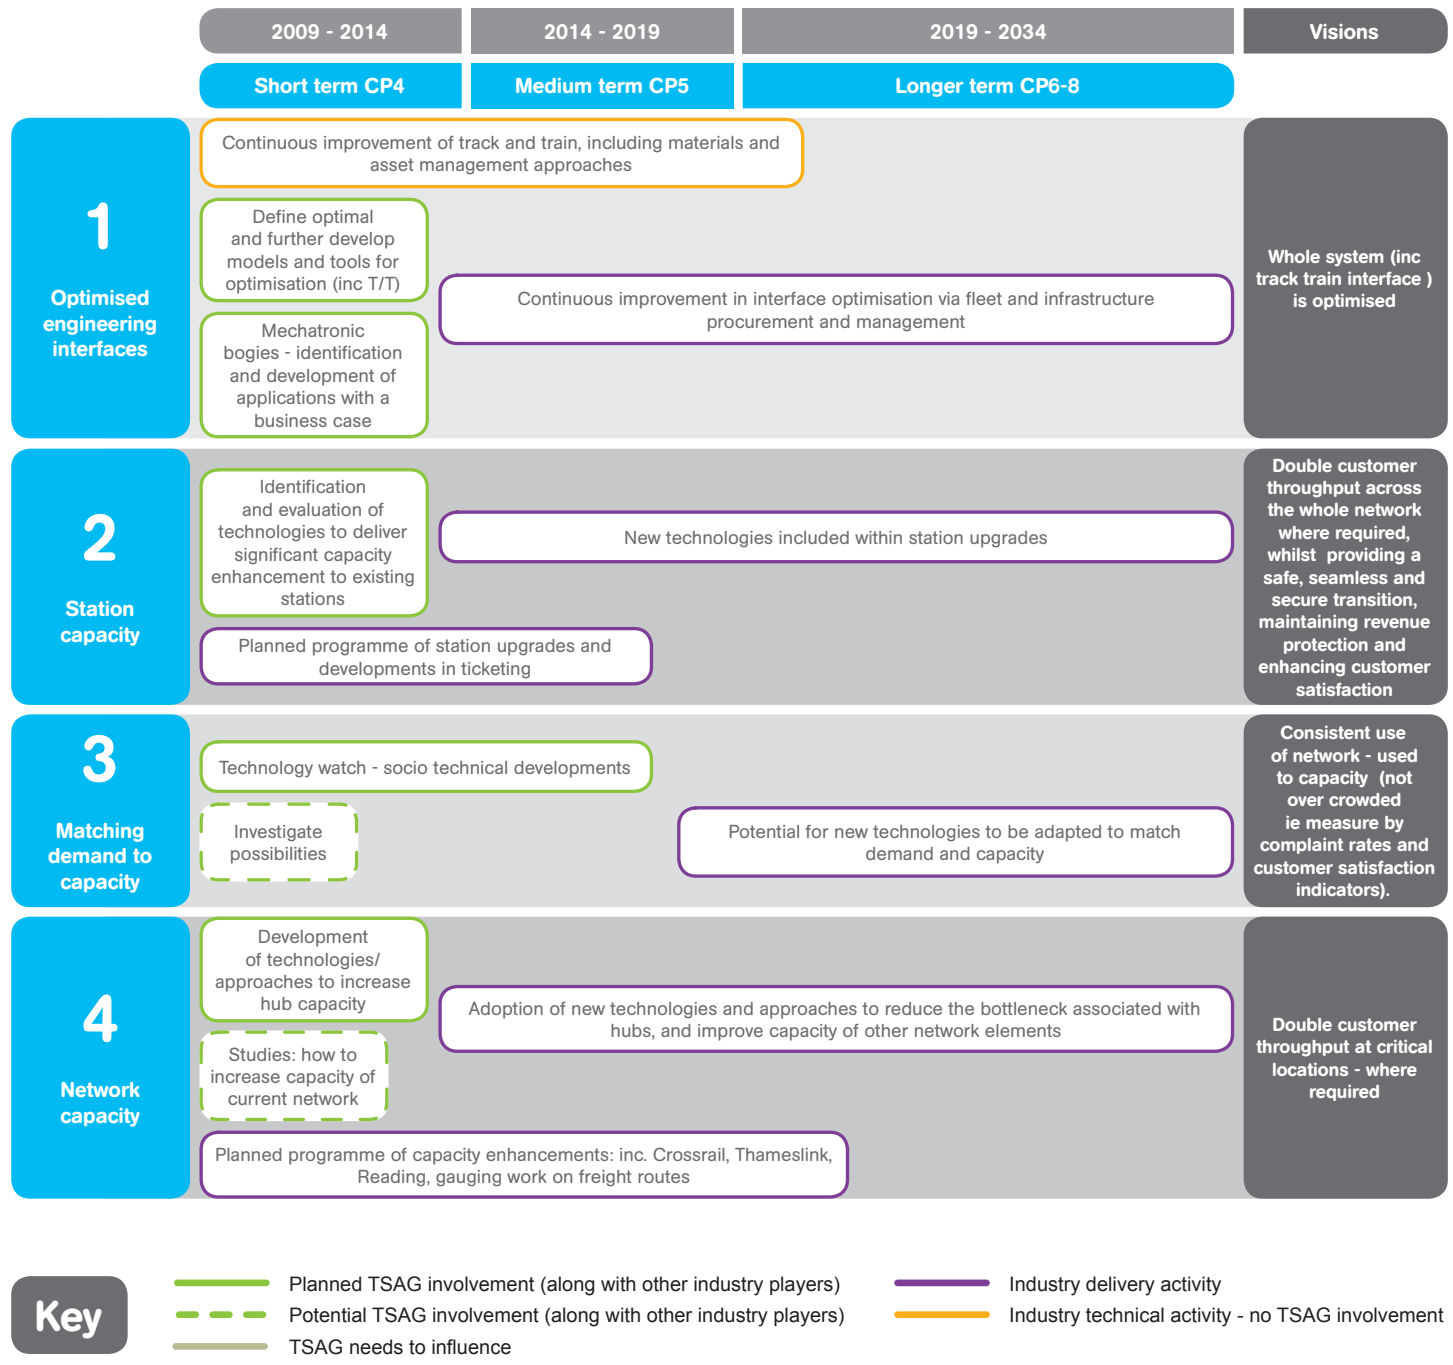 2009 - 2014
2014 - 2019
2019 - 2034
Visions
Short term CP4
Medium term CP5
Longer term CP6-8
1
Optimised
engineering
interfaces
Continuous improvement of track and train, including materials and
asset management approaches
Define optimal
and further develop
models and tools for
optimisation (inc T/T)
Mechatronic
bogies - identification
and development of
applications with a
business case
Continuous improvement in interface optimisation via fleet and infrastructure
procurement and management
Whole system (inc
track train interface )
is optimised
2
Station
capacity
Identification
and evaluation of
technologies to deliver
significant capacity
enhancement to existing
stations
New technologies included within station upgrades
Planned programme of station upgrades and
developments in ticketing
Double customer
throughput across
the whole network
where required,
whilst providing a
safe, seamless and
secure transition,
maintaining revenue
protection and
enhancing customer
satisfaction
3
Matching
demand to
capacity
Technology watch - socio technical developments
Investigate
possibilities
Potential for new technologies to be adapted to match
demand and capacity
Consistent use
of network - used
to capacity (not
over crowded
ie measure by
complaint rates and
customer satisfaction
indicators).
4
Network
capacity
Development
of technologies/
approaches to increase
hub capacity
Studies: how to
increase capacity of
current network
Adoption of new technologies and approaches to reduce the bottleneck associated with
hubs, and improve capacity of other network elements
Planned programme of capacity enhancements: inc. Crossrail, Thameslink,
Reading, gauging work on freight routes
Double customer
throughput at critical
locations - where
required
Key
Planned TSAG involvement (along with other industry players)
Potential TSAG involvement (along with other industry players)
TSAG needs to influence
Industry delivery activity
Industry technical activity - no TSAG involvement